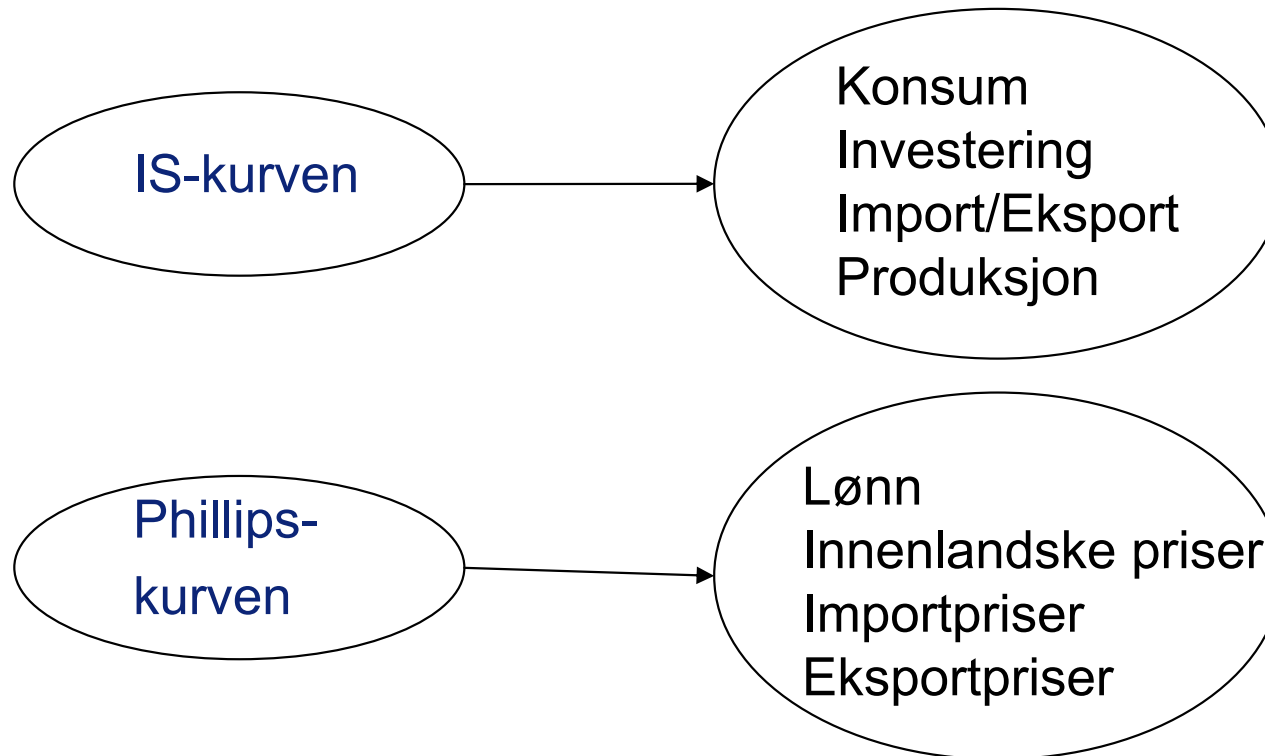 IS-kurven
Konsum
Investering
Import/Eksport
Produksjon
Phillips-
kurven
Lønn
Innenlandske priser
Importpriser
Eksportpriser